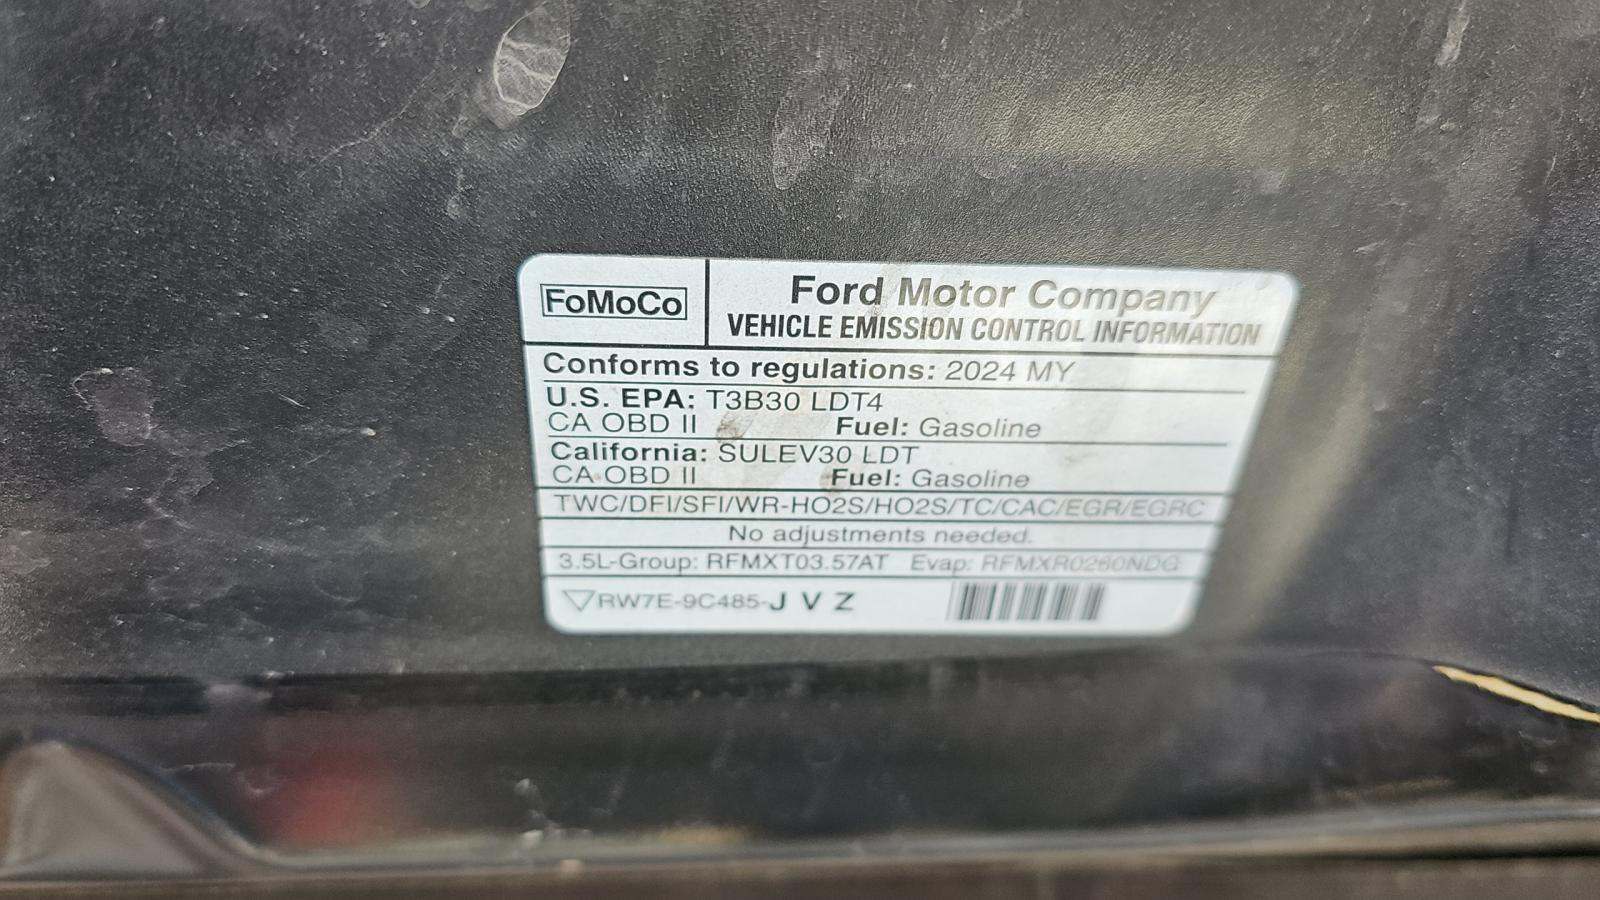 FoMoCo
Ford Motor Company
VEHICLE EMISSION CONTROL INFORMATION
Conforms to regulations: 2024 MY
U.S. EPA: T3B30 LDT4
CA OBD II Fuel: Gasoline
California: SULEV30 LDT
CA OBD II Fuel: Gasoline
TWC/DFI/SFI/WR-HO2S/HO2S/TC/CAC/EGR/EGRC
No adjustments needed.
3.5L-Group: RFMXT03.57AT Evap: RFMXR0260NDG
RW7E-9C485-J V Z